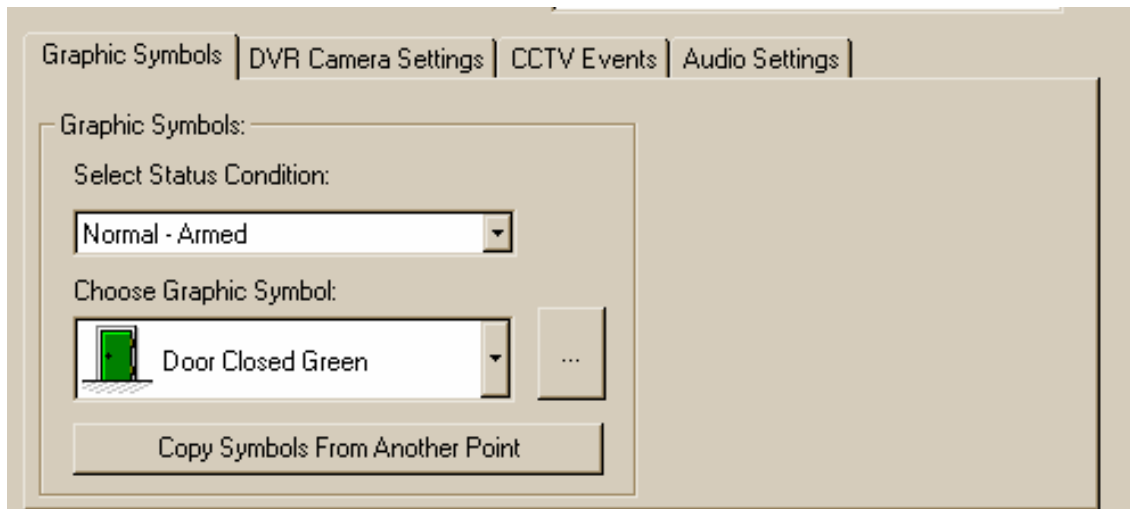 Graphic Symbols DVR Camera Settings CCTV Events Audio Settings
Graphic Symbols:
Select Status Condition:
Normal - Armed
Choose Graphic Symbol:
Door Closed Green ...
Copy Symbols From Another Point